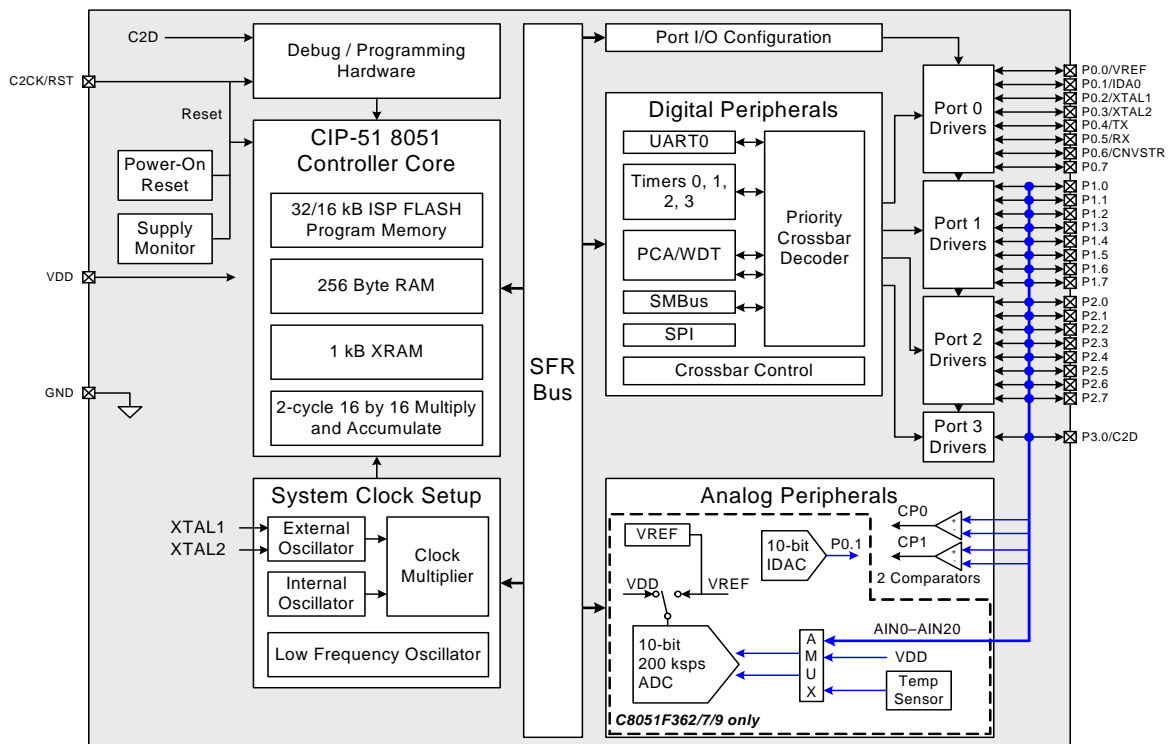 C2D
C2CK/RST
Debug / Programming
Hardware
Reset
Power-On
Reset
Supply
Monitor
VDD
GND
CIP-51 8051
Controller Core
32/16 kB ISP FLASH
Program Memory
256 Byte RAM
1 kB XRAM
2-cycle 16 by 16 Multiply
and Accumulate
System Clock Setup
XTAL1
XTAL2
External
Oscillator
Internal
Oscillator
Clock
Multiplier
Low Frequency Oscillator
SFR
Bus
Port I/O Configuration
Digital Peripherals
UART0
Timers 0, 1,
2, 3
PCA/WDT
SMBus
SPI
Priority
Crossbar
Decoder
Crossbar Control
Port 0
Drivers
Port 1
Drivers
Port 2
Drivers
Port 3
Drivers
P0.0/VREF
P0.1/IDA0
P0.2/XTAL1
P0.3/XTAL2
P0.4/TX
P0.5/RX
P0.6/CNVSTR
P0.7
P1.0
P1.1
P1.2
P1.3
P1.4
P1.5
P1.6
P1.7
P2.0
P2.1
P2.2
P2.3
P2.4
P2.5
P2.6
P2.7
P3.0/C2D
Analog Peripherals
VREF
VDD
VREF
10-bit
IDAC
P0.1
CP0
CP1
+
-
+
-
2 Comparators
10-bit
200 ksps
ADC
A
M
U
X
AIN0–AIN20
VDD
Temp
Sensor
C8051F362/7/9 only